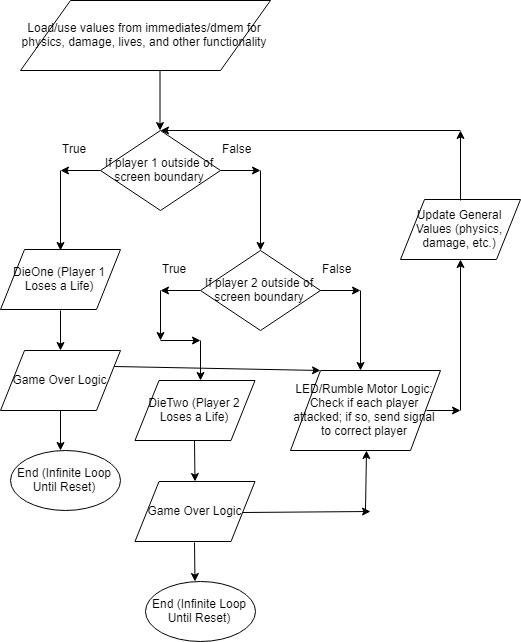 Load/use values from immediates/dmem for
physics, damage, lives, and other functionality
True
False
If player 1 outside of
screen boundary
Update General
Values (physics,
damage, etc.)
DieOne (Player 1
Loses a Life)
True
False
If player 2 outside of
screen boundary
Game Over Logic
DieTwo (Player 2
Loses a Life)
LED/Rumble Motor Logic:
Check if each player
attacked; if so, send signal
to correct player
End (Infinite Loop
Until Reset)
Game Over Logic
End (Infinite Loop
Until Reset)